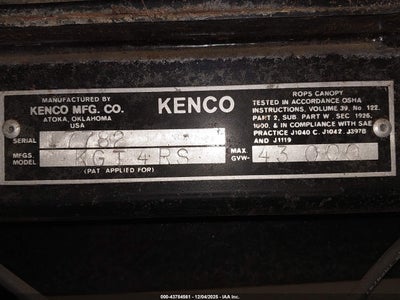 MANUFACTURED BY
KENCO MFG. CO.
ATOKA, OKLAHOMA
USA
KENCO
SERIAL
MFGS. MODEL KGT4RS
(PAT APPLIED FOR)
ROPS CANOPY
TESTED IN ACCORDANCE OSHA
INSTRUCTIONS, VOLUME 39, No. 122,
PART 2, SUB. PART W, SEC 1926,
1000, & IN COMPLIANCE WITH SAE
PRACTICE J1040 C, J1042, J397B
AND J1119
MAX. GVW- 43,000
000-43784561 - 12/04/2025 - IAA Inc.